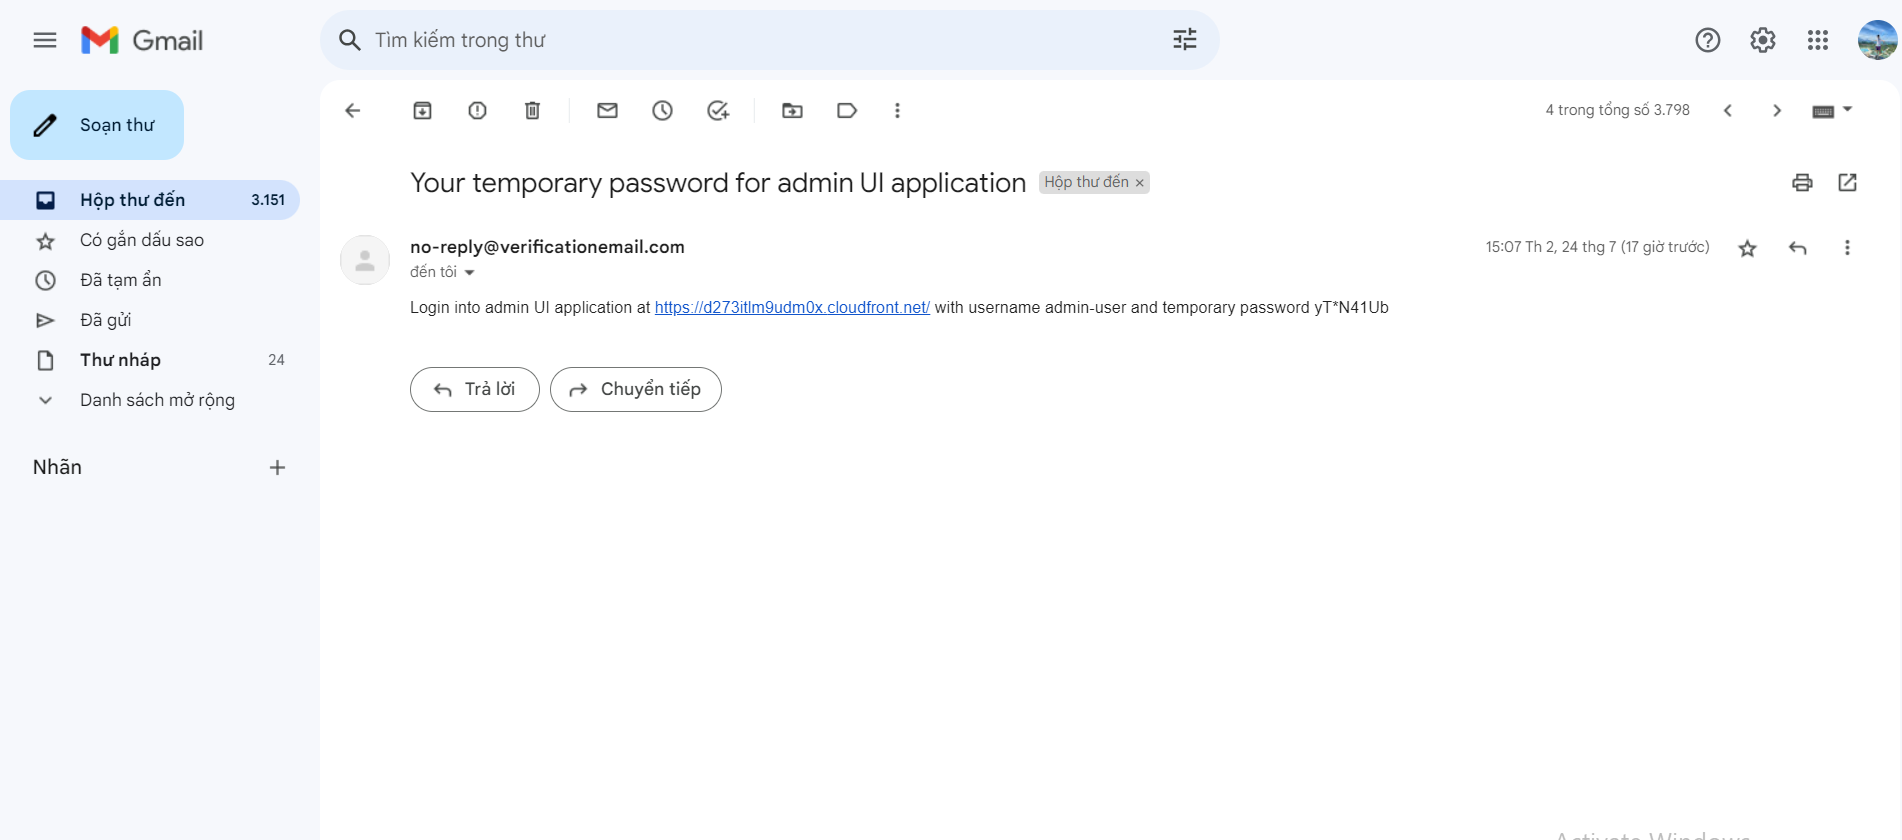 Gmail
Tìm kiếm trong thư
Soạn thư
4 trong tổng số 3.798
Your temporary password for admin UI application Hộp thư đến ×
Hộp thư đến 3.151
Có gắn dấu sao
Đã tạm ẩn
Đã gửi
Thư nháp 24
Danh sách mở rộng
Nhãn
no-reply@verificationemail.com
15:07 Th 2, 24 thg 7 (17 giờ trước)
đến tôi
Login into admin UI application at https://d273itlm9udm0x.cloudfront.net/ with username admin-user and temporary password yT*N41Ub
Trả lời
Chuyển tiếp
Activate Windows